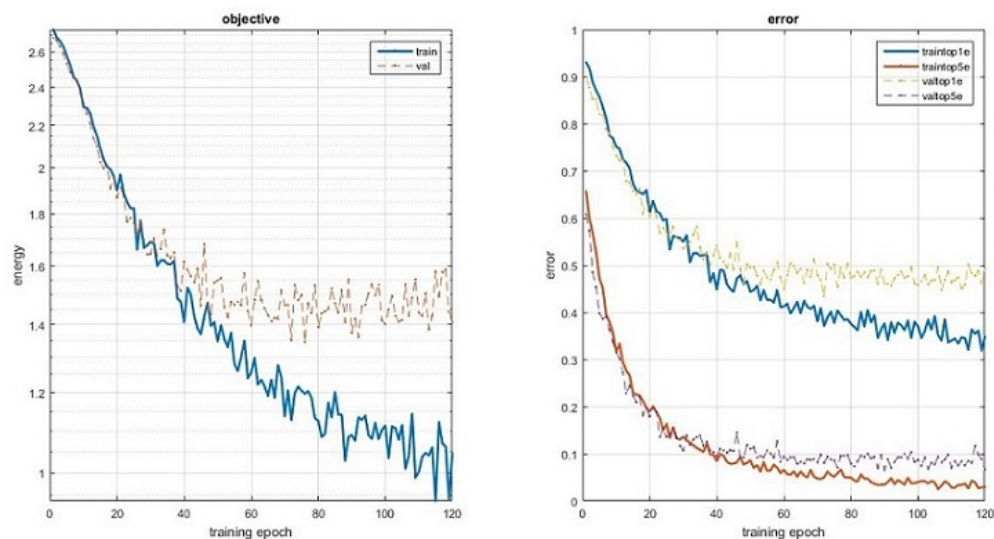 objective
train
val
energy
2.6
2.4
2.2
2
1.8
1.6
1.4
1.2
1
0 20 40 60 80 100 120
training epoch
error
traintop1e
traintop5e
valtop1e
valtop5e
error
1
0.9
0.8
0.7
0.6
0.5
0.4
0.3
0.2
0.1
0
0 20 40 60 80 100 120
training epoch